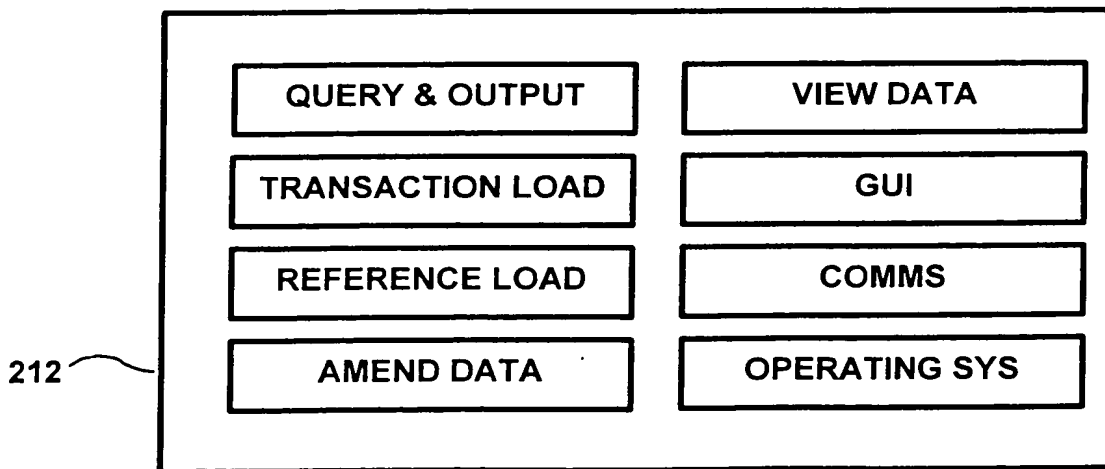 QUERY & OUTPUT
VIEW DATA
TRANSACTION LOAD
GUI
REFERENCE LOAD
COMMS
212
AMEND DATA
OPERATING SYS